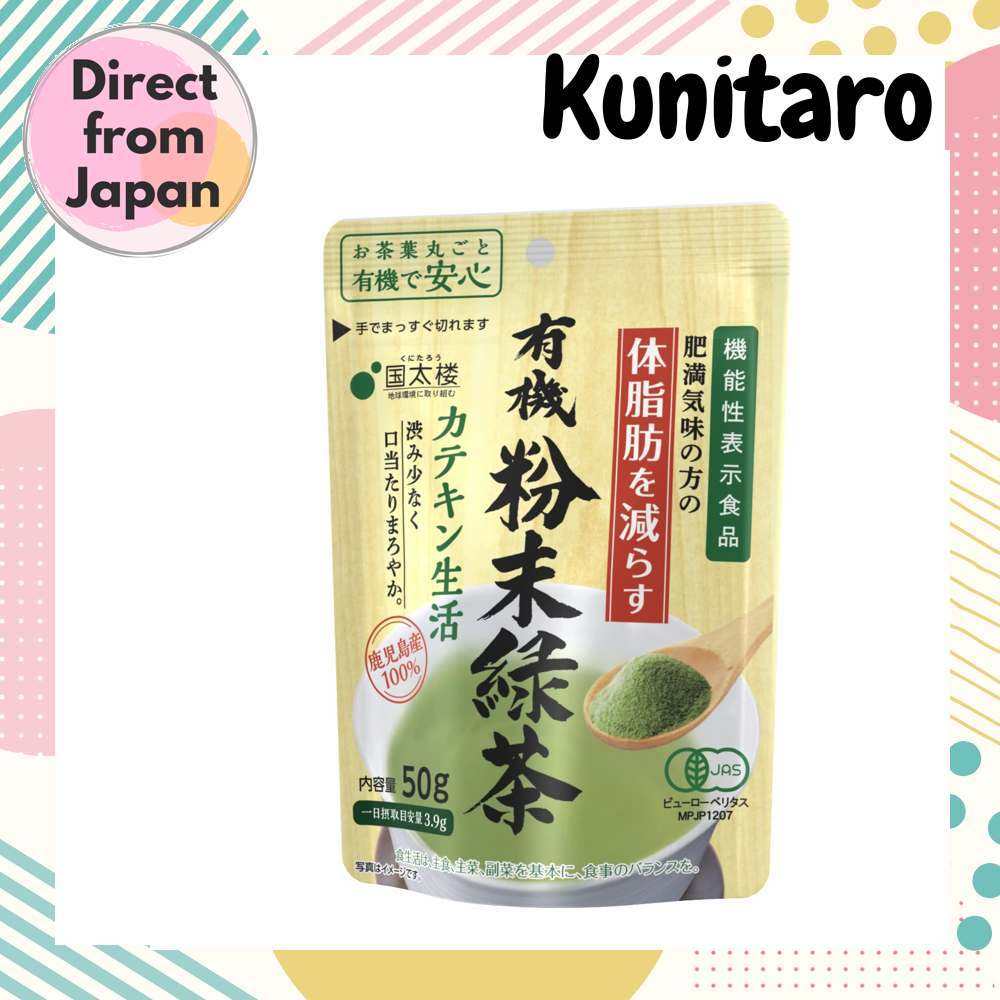 Direct
from
Japan
Kunitaro
お茶葉丸ごと
有機で安心
手でまっすぐ切れます
くにたろう
国太楼
地球環境に取り組む
機能性表示食品
肥満気味の方の
体脂肪を減らす
有機粉末緑茶
カテキン生活
渋み少なく
口当たりまろやか。
鹿児島産
100%
内容量 50g
一日摂取目安量 3.9g
JAS
ビューローベリタス
MPJP1207
食生活は、主食、主菜、副菜を基本に、食事のバランスを。
写真はイメージです。